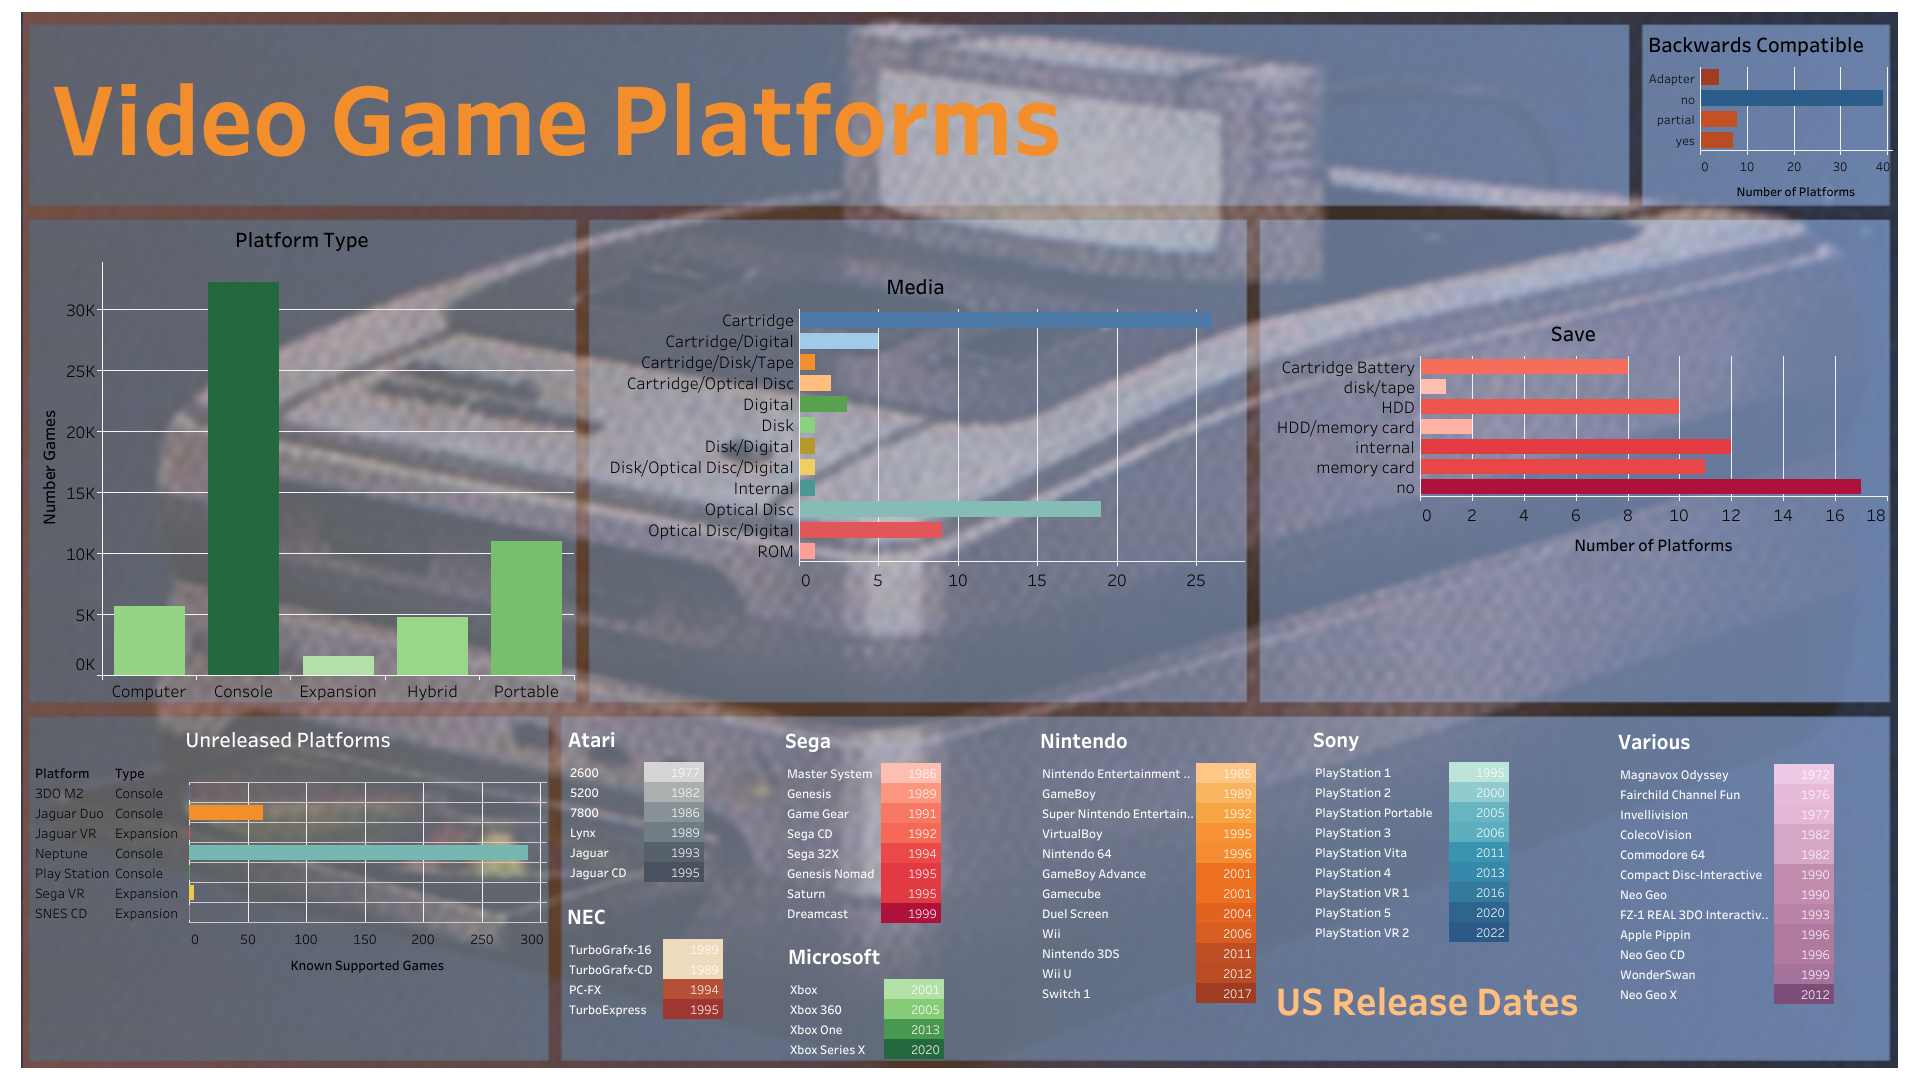 Video Game Platforms
Backwards Compatible
Adapter
no
partial
yes
0 10 20 30 40
Number of Platforms
Platform Type
Number Games
30K
25K
20K
15K
10K
5K
0K
Computer Console Expansion Hybrid Portable
Media
Cartridge
Cartridge/Digital
Cartridge/Disk/Tape
Cartridge/Optical Disc
Digital
Disk
Disk/Digital
Disk/Optical Disc/Digital
Internal
Optical Disc
Optical Disc/Digital
ROM
0 5 10 15 20 25
Save
Cartridge Battery
disk/tape
HDD
HDD/memory card
internal
memory card
no
0 2 4 6 8 10 12 14 16 18
Number of Platforms
Unreleased Platforms
Platform Type
3DO M2 Console
Jaguar Duo Console
Jaguar VR Expansion
Neptune Console
Play Station Console
Sega VR Expansion
SNES CD Expansion
0 50 100 150 200 250 300
Known Supported Games
Atari
2600 1977
5200 1982
7800 1986
Lynx 1989
Jaguar 1993
Jaguar CD 1995
NEC
TurboGrafx-16 1989
TurboGrafx-CD 1989
PC-FX 1994
TurboExpress 1995
Sega
Master System 1986
Genesis 1989
Game Gear 1991
Sega CD 1992
Sega 32X 1994
Genesis Nomad 1995
Saturn 1995
Dreamcast 1999
Microsoft
Xbox 2001
Xbox 360 2005
Xbox One 2013
Xbox Series X 2020
Nintendo
Nintendo Entertainment .. 1985
GameBoy 1989
Super Nintendo Entertain.. 1992
VirtualBoy 1995
Nintendo 64 1996
GameBoy Advance 2001
Gamecube 2001
Duel Screen 2004
Wii 2006
Nintendo 3DS 2011
Wii U 2012
Switch 1 2017
Sony
PlayStation 1 1995
PlayStation 2 2000
PlayStation Portable 2005
PlayStation 3 2006
PlayStation Vita 2011
PlayStation 4 2013
PlayStation VR 1 2016
PlayStation 5 2020
PlayStation VR 2 2022
US Release Dates
Various
Magnavox Odyssey 1972
Fairchild Channel Fun 1976
Invellivision 1977
ColecoVision 1982
Commodore 64 1982
Compact Disc-Interactive 1990
Neo Geo 1990
FZ-1 REAL 3DO Interactiv.. 1993
Apple Pippin 1996
Neo Geo CD 1996
WonderSwan 1999
Neo Geo X 2012